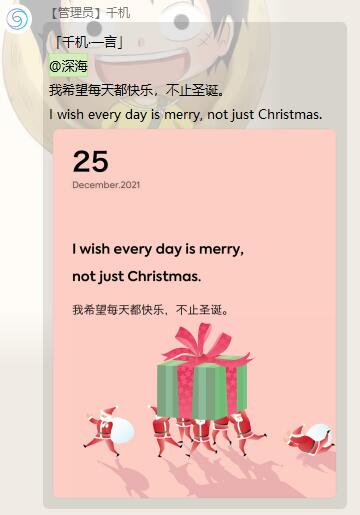 【管理员】千机
「千机·一言」
@深海
我希望每天都快乐，不止圣诞。
I wish every day is merry, not just Christmas.
25
December.2021
I wish every day is merry,
not just Christmas.
我希望每天都快乐，不止圣诞。